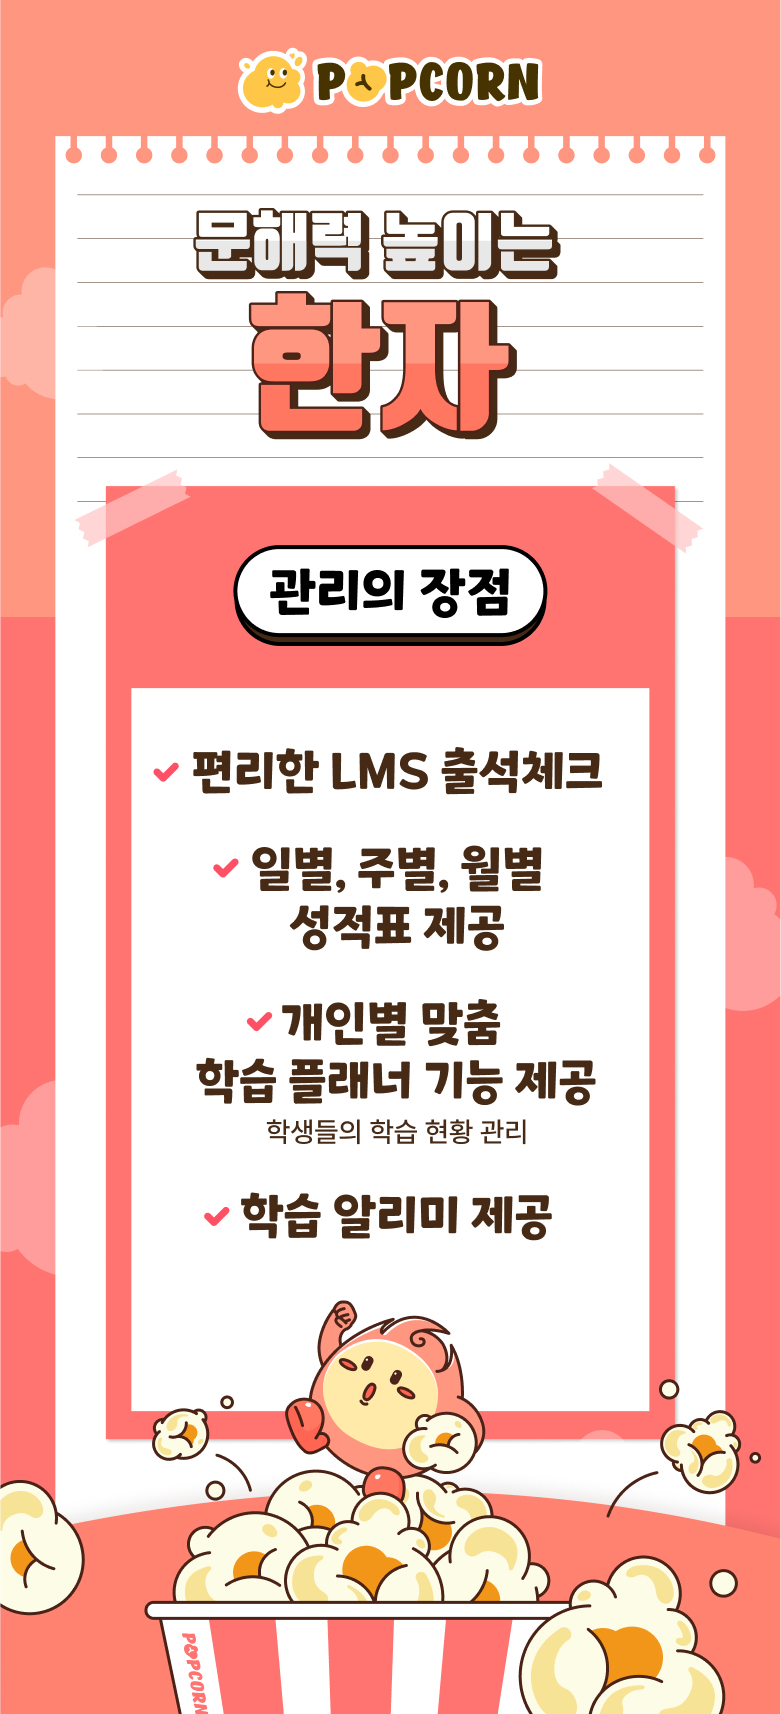 POPCORN
문해력 높이는
한자
관리의 장점
편리한 LMS 출석체크
일별, 주별, 월별
성적표 제공
개인별 맞춤
학습 플래너 기능 제공
학생들의 학습 현황 관리
학습 알리미 제공
POPCORN